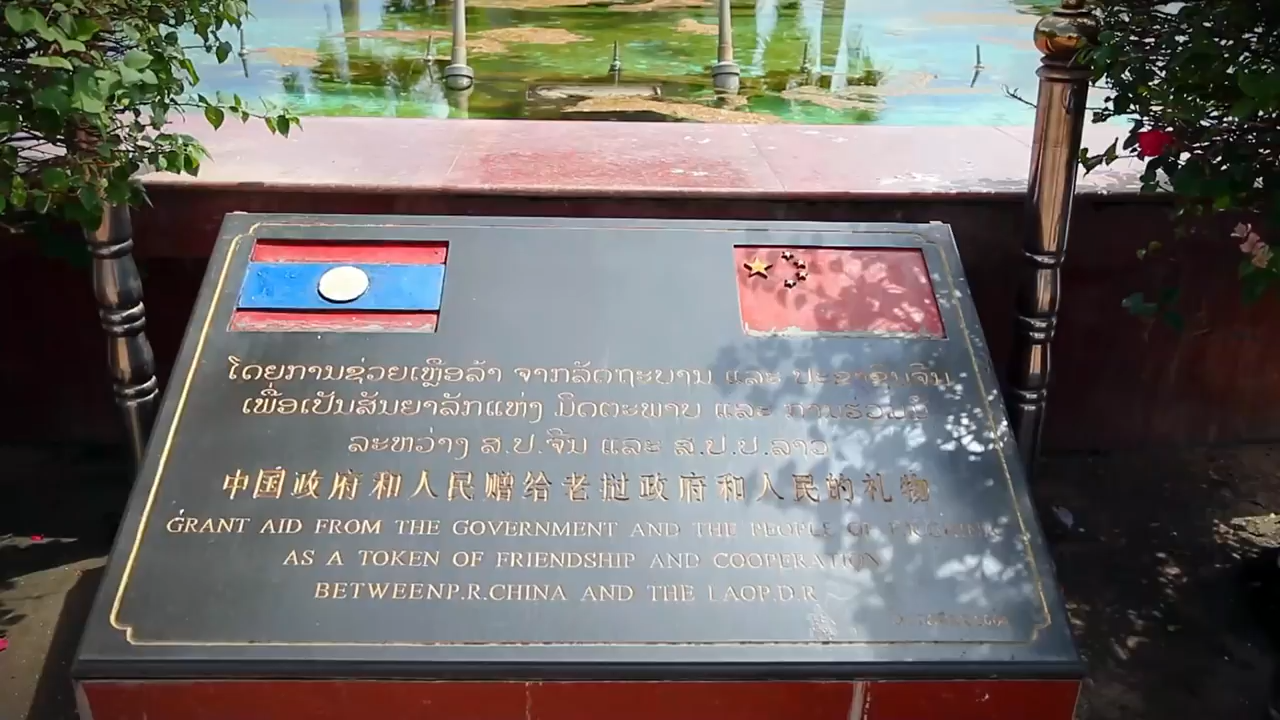 ໂດຍການຊ່ວຍເຫຼືອລ້າ ຈາກລັດຖະບານ ແລະ ປະຊາຊົນຈີນ
ເພື່ອເປັນສັນຍາລັກແຫ່ງ ມິດຕະພາບ ແລະ ການຮ່ວມມື
ລະຫວ່າງ ສ.ປ.ຈີນ ແລະ ສ.ປ.ປ.ລາວ
中国政府和人民赠给老挝政府和人民的礼物
GRANT AID FROM THE GOVERNMENT AND THE PEOPLE OF P.R.CHINA
AS A TOKEN OF FRIENDSHIP AND COOPERATION
BETWEENP.R.CHINA AND THE LAOP.D.R